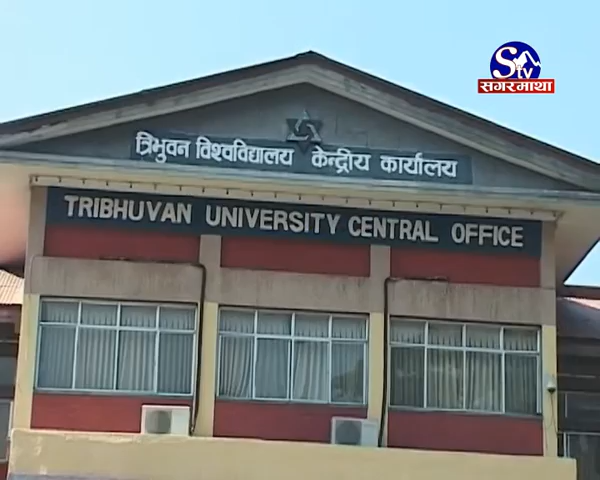 S
tv
सगरमाथा
त्रिभुवन विश्वविद्यालय केन्द्रीय कार्यालय
TRIBHUVAN UNIVERSITY CENTRAL OFFICE